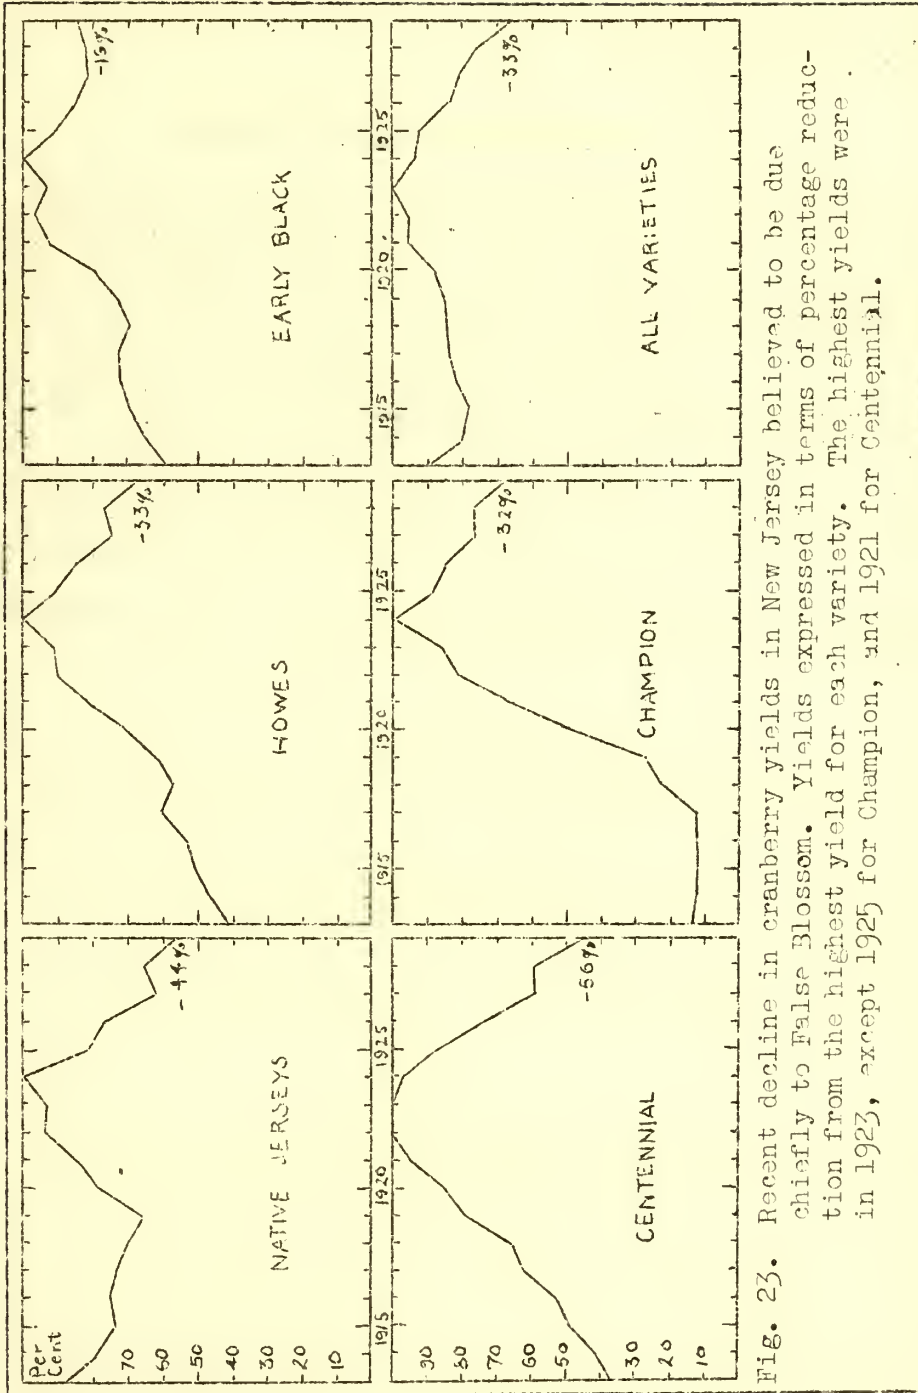 Per
Cent
70
60
50
40
30
20
10
1915
1920
1925
-44%
NATIVE JERSEYS
1915
1920
1925
-33%
HOWES
1915
1920
1925
-15%
EARLY BLACK
90
80
70
60
50
30
20
10
-56%
CENTENNIAL
-32%
CHAMPION
-33%
ALL VARIETIES
Fig. 23. Recent decline in cranberry yields in New Jersey believed to be due
chiefly to False Blossom. Yields expressed in terms of percentage reduc-
tion from the highest yield for each variety. The highest yields were
in 1923, except 1925 for Champion, and 1921 for Centennial.